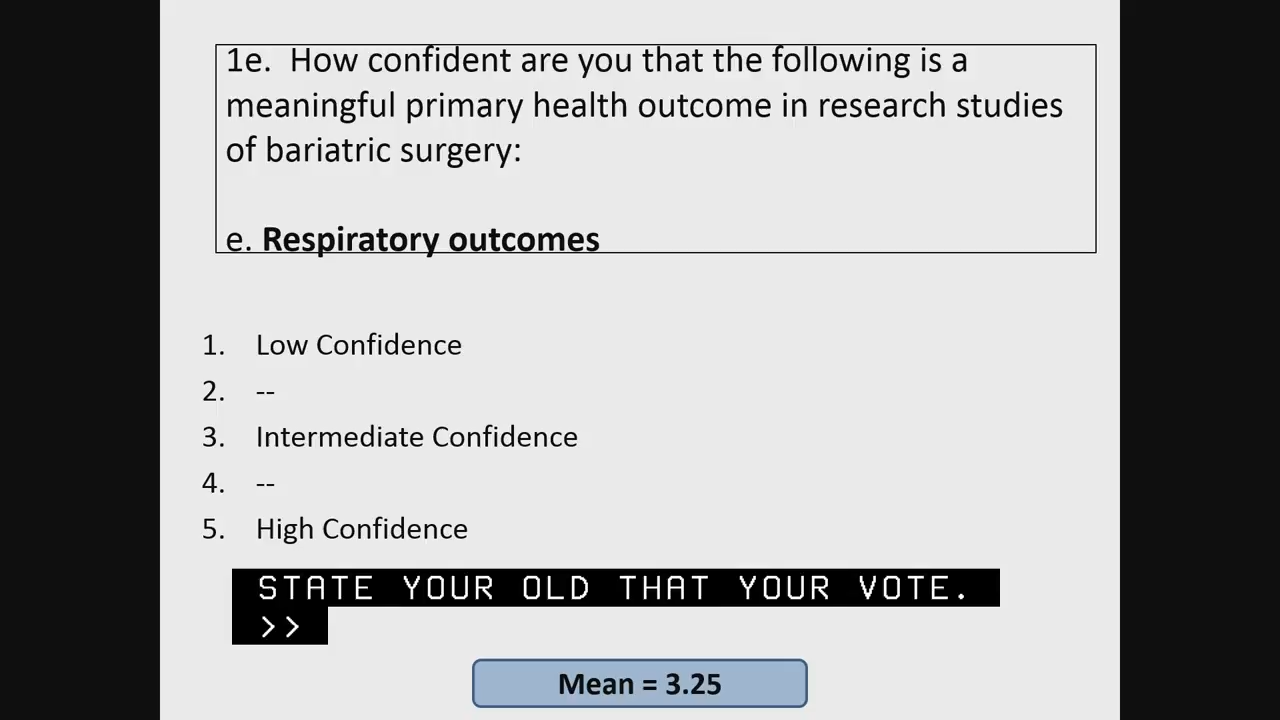 1e. How confident are you that the following is a
meaningful primary health outcome in research studies
of bariatric surgery:
e. Respiratory outcomes
1. Low Confidence
2. --
3. Intermediate Confidence
4. --
5. High Confidence
STATE YOUR OLD THAT YOUR VOTE.
>>
Mean = 3.25